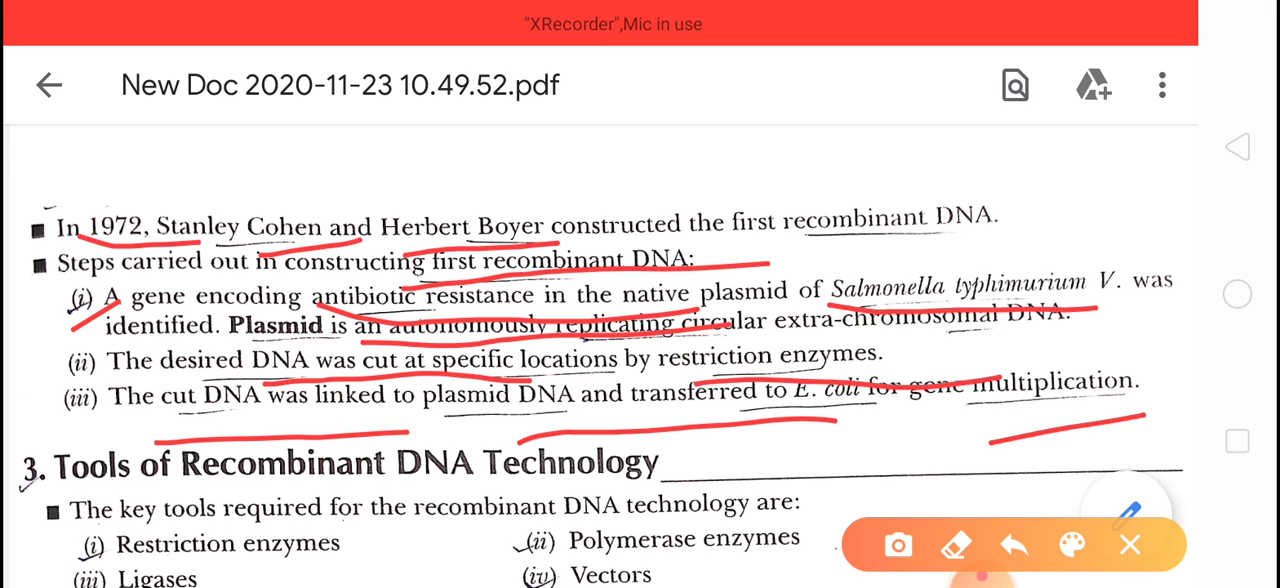 "XRecorder",Mic in use
New Doc 2020-11-23 10.49.52.pdf
■ In 1972, Stanley Cohen and Herbert Boyer constructed the first recombinant DNA.
■ Steps carried out in constructing first recombinant DNA:
(i) A gene encoding antibiotic resistance in the native plasmid of Salmonella typhimurium V. was
identified. Plasmid is an autonomously replicating circular extra-chromosomal DNA.
(ii) The desired DNA was cut at specific locations by restriction enzymes.
(iii) The cut DNA was linked to plasmid DNA and transferred to E. coli for gene multiplication.
3. Tools of Recombinant DNA Technology
■ The key tools required for the recombinant DNA technology are:
(i) Restriction enzymes (ii) Polymerase enzymes
(iii) Ligases (iv) Vectors